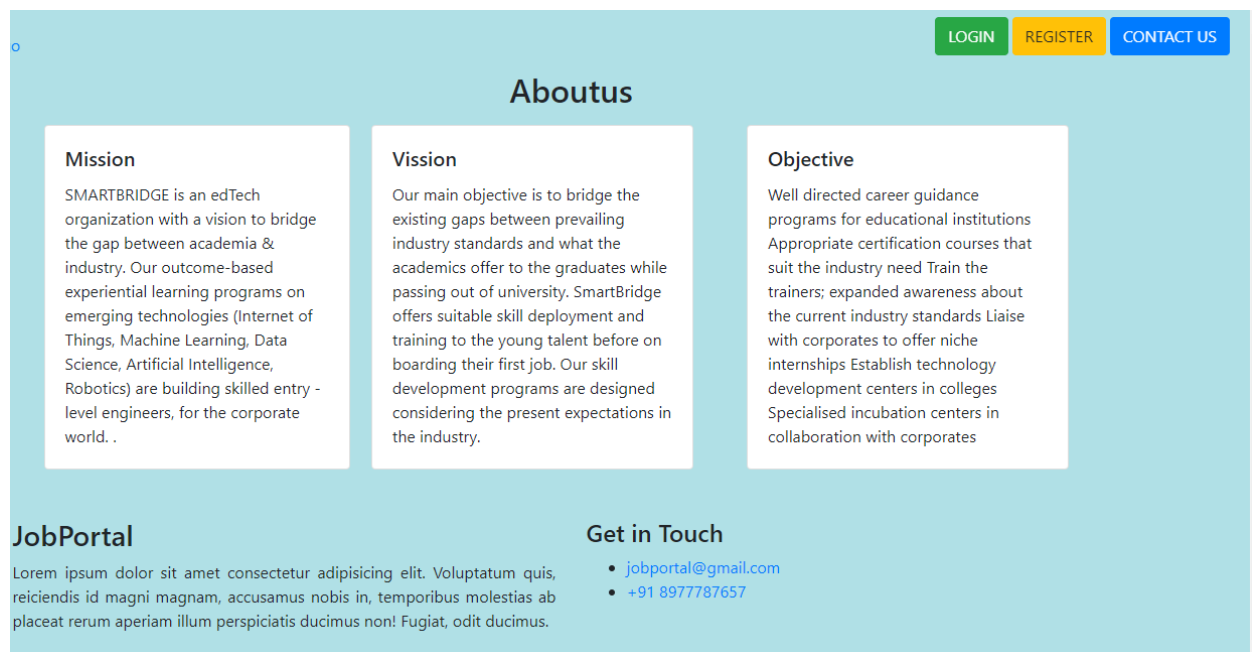 o
LOGIN REGISTER CONTACT US
Aboutus
Mission
SMARTBRIDGE is an edTech
organization with a vision to bridge
the gap between academia &
industry. Our outcome-based
experiential learning programs on
emerging technologies (Internet of
Things, Machine Learning, Data
Science, Artificial Intelligence,
Robotics) are building skilled entry -
level engineers, for the corporate
world. .
Vission
Our main objective is to bridge the
existing gaps between prevailing
industry standards and what the
academics offer to the graduates while
passing out of university. SmartBridge
offers suitable skill deployment and
training to the young talent before on
boarding their first job. Our skill
development programs are designed
considering the present expectations in
the industry.
Objective
Well directed career guidance
programs for educational institutions
Appropriate certification courses that
suit the industry need Train the
trainers; expanded awareness about
the current industry standards Liaise
with corporates to offer niche
internships Establish technology
development centers in colleges
Specialised incubation centers in
collaboration with corporates
JobPortal
Lorem ipsum dolor sit amet consectetur adipisicing elit. Voluptatum quis,
reiciendis id magni magnam, accusamus nobis in, temporibus molestias ab
placeat rerum aperiam illum perspiciatis ducimus non! Fugiat, odit ducimus.
Get in Touch
jobportal@gmail.com
+91 8977787657